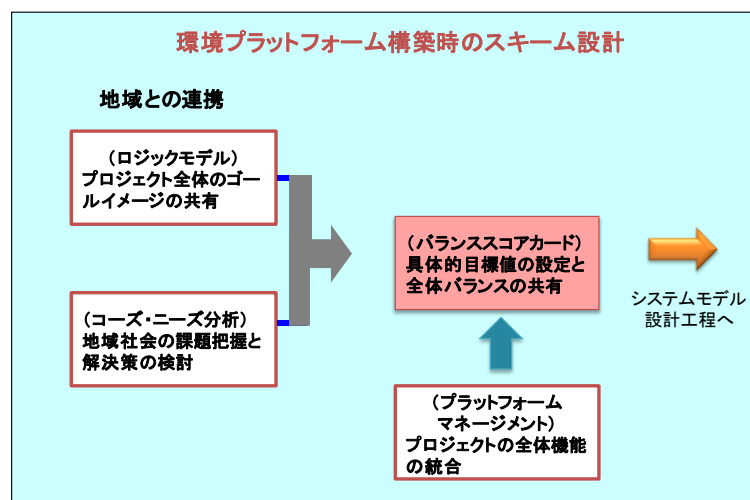 環境プラットフォーム構築時のスキーム設計
地域との連携
（ロジックモデル）
プロジェクト全体のゴー
ルイメージの共有
（コーズ・ニーズ分析）
地域社会の課題把握と
解決策の検討
（バランススコアカード）
具体的目標値の設定と
全体バランスの共有
（プラットフォーム
マネージメント）
プロジェクトの全体機能
の統合
システムモデル
設計工程へ